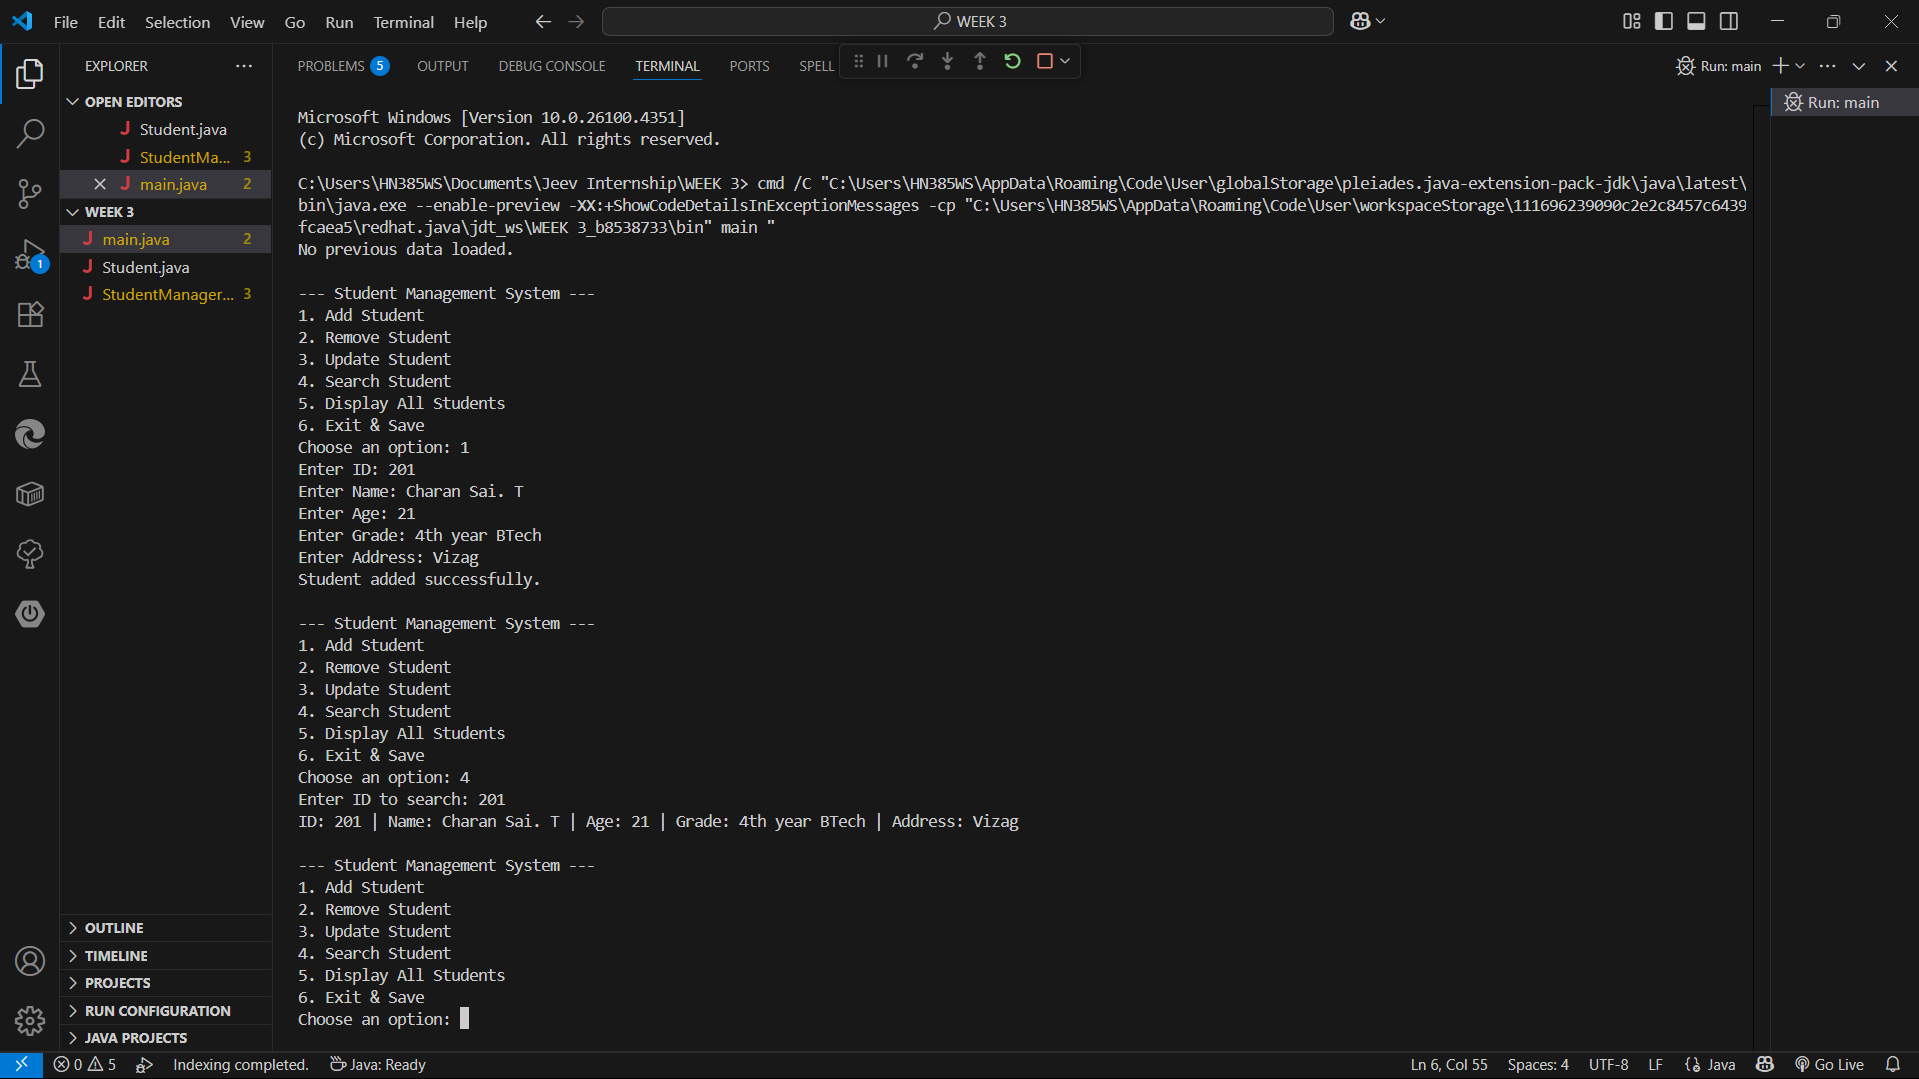 File Edit Selection View Go Run Terminal Help
WEEK 3
EXPLORER
OPEN EDITORS
Student.java
StudentMa... 3
main.java 2
WEEK 3
main.java 2
Student.java
StudentManager... 3
OUTLINE
TIMELINE
PROJECTS
RUN CONFIGURATION
JAVA PROJECTS
1
PROBLEMS 5 OUTPUT DEBUG CONSOLE TERMINAL PORTS SPELL
Run: main
Run: main
Microsoft Windows [Version 10.0.26100.4351]
(c) Microsoft Corporation. All rights reserved.
C:\Users\HN385WS\Documents\Jeev Internship\WEEK 3> cmd /C "C:\Users\HN385WS\AppData\Roaming\Code\User\globalStorage\pleiades.java-extension-pack-jdk\java\latest\
bin\java.exe --enable-preview -XX:+ShowCodeDetailsInExceptionMessages -cp "C:\Users\HN385WS\AppData\Roaming\Code\User\workspaceStorage\111696239090c2e2c8457c6439
fcaea5\redhat.java\jdt_ws\WEEK 3_b8538733\bin" main "
No previous data loaded.
--- Student Management System ---
1. Add Student
2. Remove Student
3. Update Student
4. Search Student
5. Display All Students
6. Exit & Save
Choose an option: 1
Enter ID: 201
Enter Name: Charan Sai. T
Enter Age: 21
Enter Grade: 4th year BTech
Enter Address: Vizag
Student added successfully.
--- Student Management System ---
1. Add Student
2. Remove Student
3. Update Student
4. Search Student
5. Display All Students
6. Exit & Save
Choose an option: 4
Enter ID to search: 201
ID: 201 | Name: Charan Sai. T | Age: 21 | Grade: 4th year BTech | Address: Vizag
--- Student Management System ---
1. Add Student
2. Remove Student
3. Update Student
4. Search Student
5. Display All Students
6. Exit & Save
Choose an option:
0 5 Indexing completed. Java: Ready
Ln 6, Col 55 Spaces: 4 UTF-8 LF {} Java Go Live